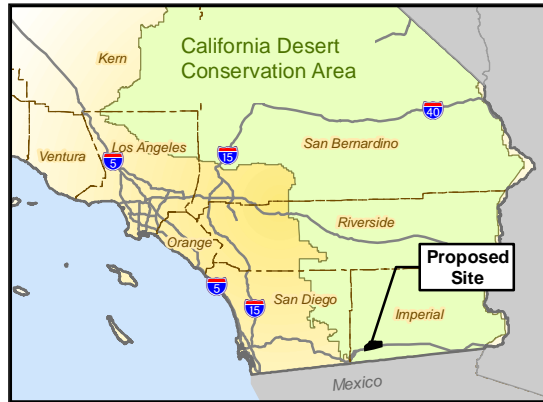 Kern
California Desert
Conservation Area
40
Los Angeles
15
San Bernardino
Ventura
5
Riverside
Orange
Proposed
Site
5
San Diego
15
Imperial
Mexico